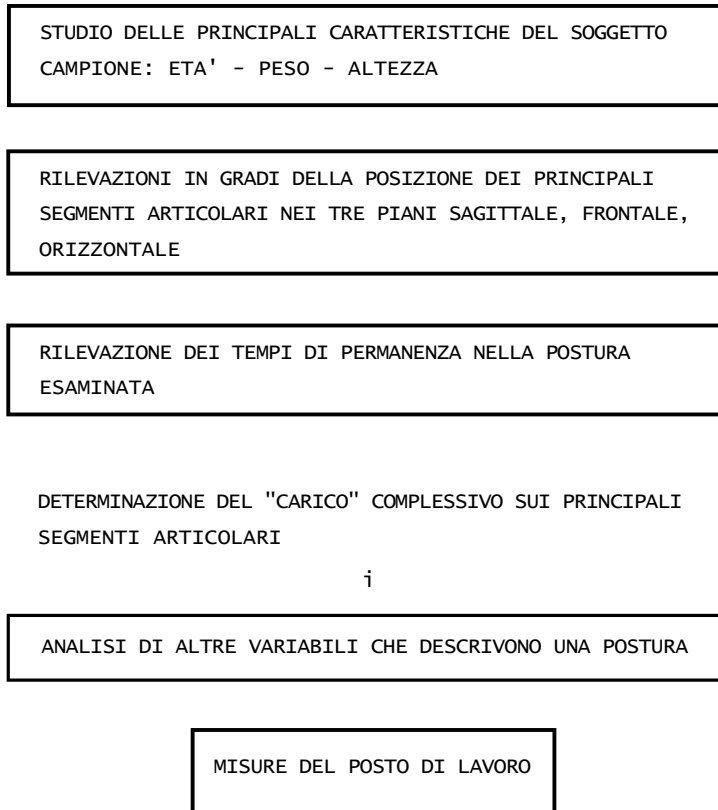 STUDIO DELLE PRINCIPALI CARATTERISTICHE DEL SOGGETTO
CAMPIONE: ETA' - PESO - ALTEZZA
RILEVAZIONI IN GRADI DELLA POSIZIONE DEI PRINCIPALI
SEGMENTI ARTICOLARI NEI TRE PIANI SAGITTALE, FRONTALE,
ORIZZONTALE
RILEVAZIONE DEI TEMPI DI PERMANENZA NELLA POSTURA
ESAMINATA
DETERMINAZIONE DEL "CARICO" COMPLESSIVO SUI PRINCIPALI
SEGMENTI ARTICOLARI
i
ANALISI DI ALTRE VARIABILI CHE DESCRIVONO UNA POSTURA
MISURE DEL POSTO DI LAVORO